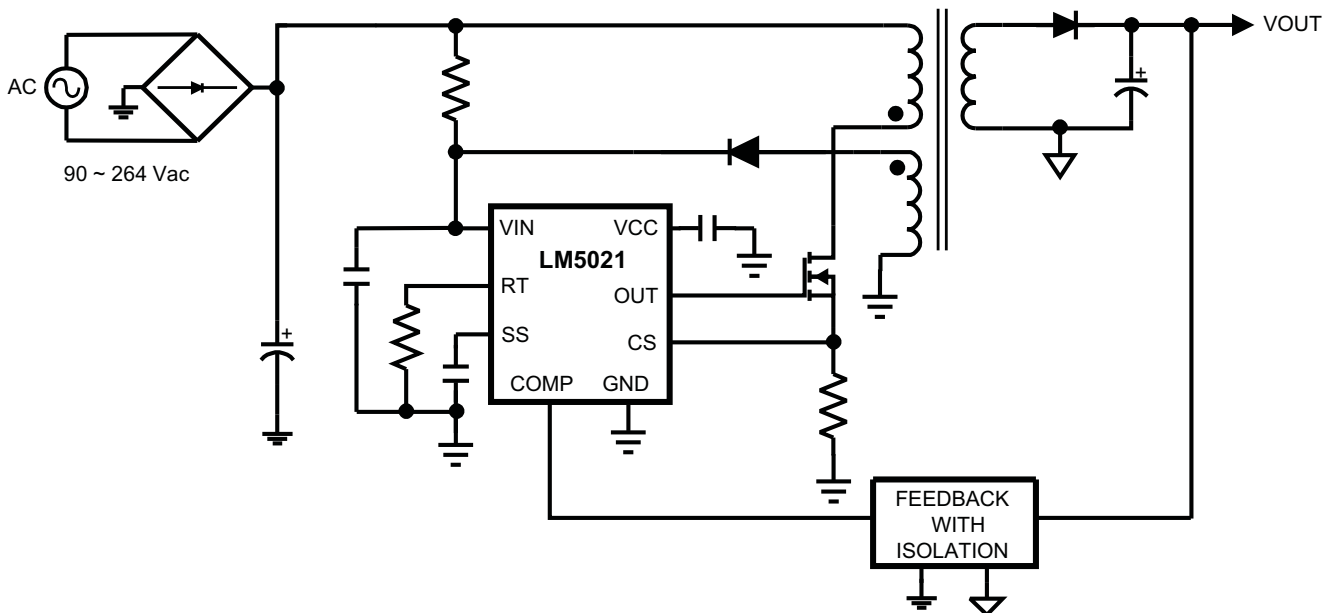 VOUT
AC
90 ~ 264 Vac
VIN
VCC
LM5021
RT
OUT
SS
CS
COMP
GND
FEEDBACK
WITH
ISOLATION
+
+